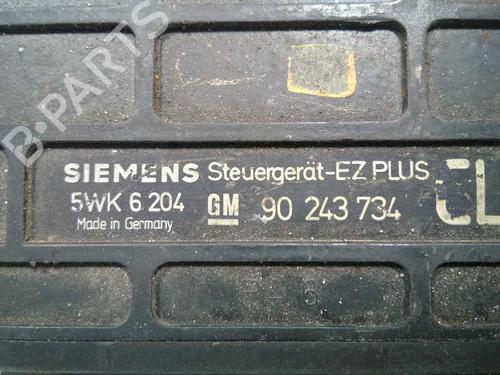 B-PARTS
SIEMENS Steuergerät-EZ PLUS
5WK 6 204 GM 90 243 734
Made in Germany